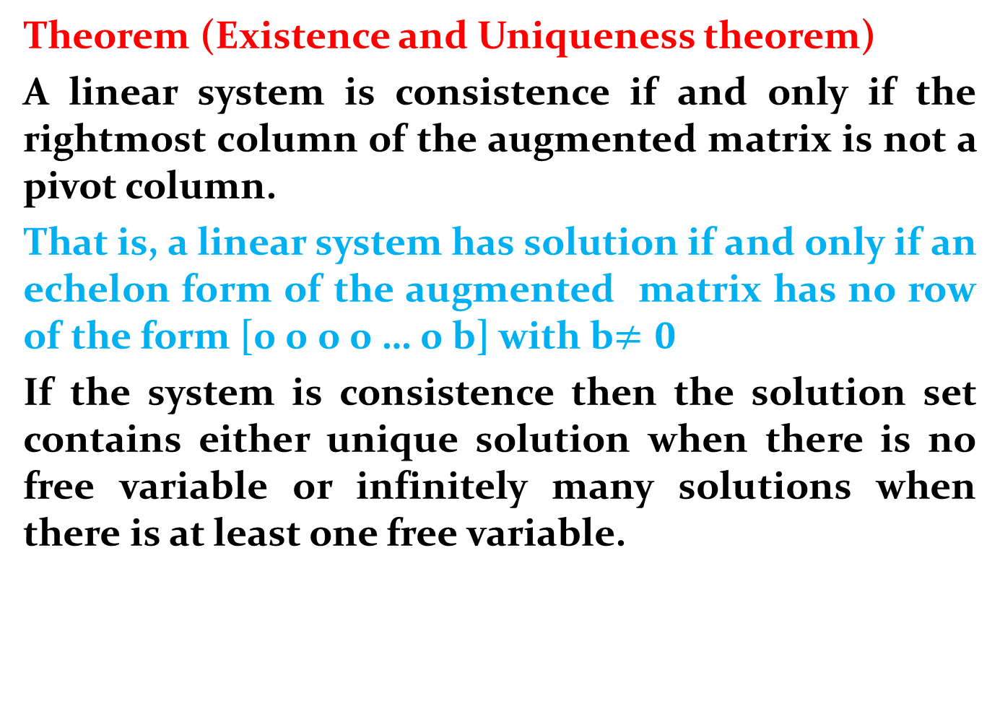 Theorem (Existence and Uniqueness theorem)
A linear system is consistence if and only if the
rightmost column of the augmented matrix is not a
pivot column.
That is, a linear system has solution if and only if an
echelon form of the augmented matrix has no row
of the form [0 0 0 0 ... 0 b] with b≠ 0
If the system is consistence then the solution set
contains either unique solution when there is no
free variable or infinitely many solutions when
there is at least one free variable.